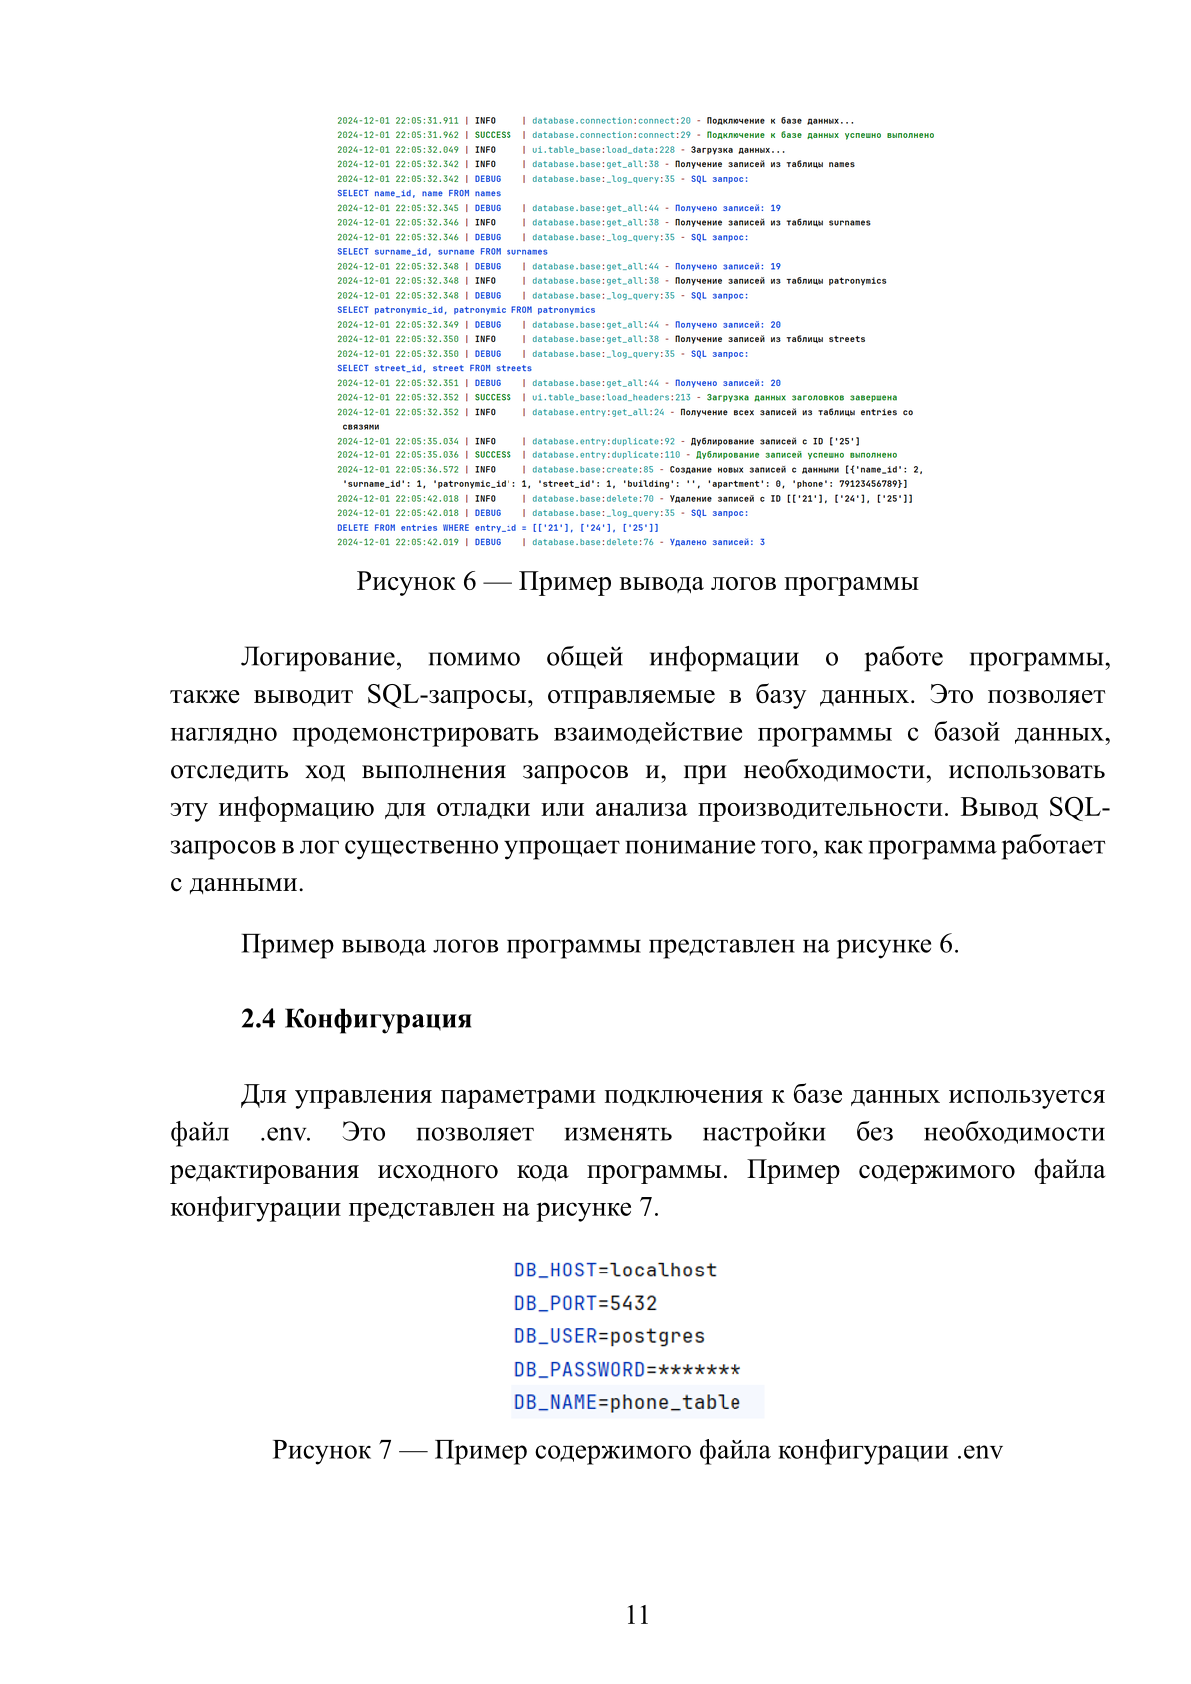 2024-12-01 22:05:31.911 | INFO | database.connection:connect:20 - Подключение к базе данных...
2024-12-01 22:05:31.962 | SUCCESS | database.connection:connect:29 - Подключение к базе данных успешно выполнено
2024-12-01 22:05:32.049 | INFO | ui.table_base:load_data:228 - Загрузка данных...
2024-12-01 22:05:32.342 | INFO | database.base:get_all:38 - Получение записей из таблицы names
2024-12-01 22:05:32.342 | DEBUG | database.base:_log_query:35 - SQL запрос:
SELECT name_id, name FROM names
2024-12-01 22:05:32.345 | DEBUG | database.base:get_all:44 - Получено записей: 19
2024-12-01 22:05:32.346 | INFO | database.base:get_all:38 - Получение записей из таблицы surnames
2024-12-01 22:05:32.346 | DEBUG | database.base:_log_query:35 - SQL запрос:
SELECT surname_id, surname FROM surnames
2024-12-01 22:05:32.348 | DEBUG | database.base:get_all:44 - Получено записей: 19
2024-12-01 22:05:32.348 | INFO | database.base:get_all:38 - Получение записей из таблицы patronymics
2024-12-01 22:05:32.348 | DEBUG | database.base:_log_query:35 - SQL запрос:
SELECT patronymic_id, patronymic FROM patronymics
2024-12-01 22:05:32.349 | DEBUG | database.base:get_all:44 - Получено записей: 20
2024-12-01 22:05:32.350 | INFO | database.base:get_all:38 - Получение записей из таблицы streets
2024-12-01 22:05:32.350 | DEBUG | database.base:_log_query:35 - SQL запрос:
SELECT street_id, street FROM streets
2024-12-01 22:05:32.351 | DEBUG | database.base:get_all:44 - Получено записей: 20
2024-12-01 22:05:32.352 | SUCCESS | ui.table_base:load_headers:213 - Загрузка данных заголовков завершена
2024-12-01 22:05:32.352 | INFO | database.entry:get_all:24 - Получение всех записей из таблицы entries со
связями
2024-12-01 22:05:35.034 | INFO | database.entry:duplicate:92 - Дублирование записей с ID ['25']
2024-12-01 22:05:35.036 | SUCCESS | database.entry:duplicate:110 - Дублирование записей успешно выполнено
2024-12-01 22:05:36.572 | INFO | database.base:create:85 - Создание новых записей с данными [{'name_id': 2,
'surname_id': 1, 'patronymic_id': 1, 'street_id': 1, 'building': '', 'apartment': 0, 'phone': 79123456789}]
2024-12-01 22:05:42.018 | INFO | database.base:delete:70 - Удаление записей с ID [['21'], ['24'], ['25']]
2024-12-01 22:05:42.018 | DEBUG | database.base:_log_query:35 - SQL запрос:
DELETE FROM entries WHERE entry_id = [['21'], ['24'], ['25']]
2024-12-01 22:05:42.019 | DEBUG | database.base:delete:76 - Удалено записей: 3
Рисунок 6 — Пример вывода логов программы
Логирование, помимо общей информации о работе программы,
также выводит SQL-запросы, отправляемые в базу данных. Это позволяет
наглядно продемонстрировать взаимодействие программы с базой данных,
отследить ход выполнения запросов и, при необходимости, использовать
эту информацию для отладки или анализа производительности. Вывод SQL-
запросов в лог существенно упрощает понимание того, как программа работает
с данными.
Пример вывода логов программы представлен на рисунке 6.
2.4 Конфигурация
Для управления параметрами подключения к базе данных используется
файл .env. Это позволяет изменять настройки без необходимости
редактирования исходного кода программы. Пример содержимого файла
конфигурации представлен на рисунке 7.
DB_HOST=localhost
DB_PORT=5432
DB_USER=postgres
DB_PASSWORD=*******
DB_NAME=phone_table
Рисунок 7 — Пример содержимого файла конфигурации .env
11